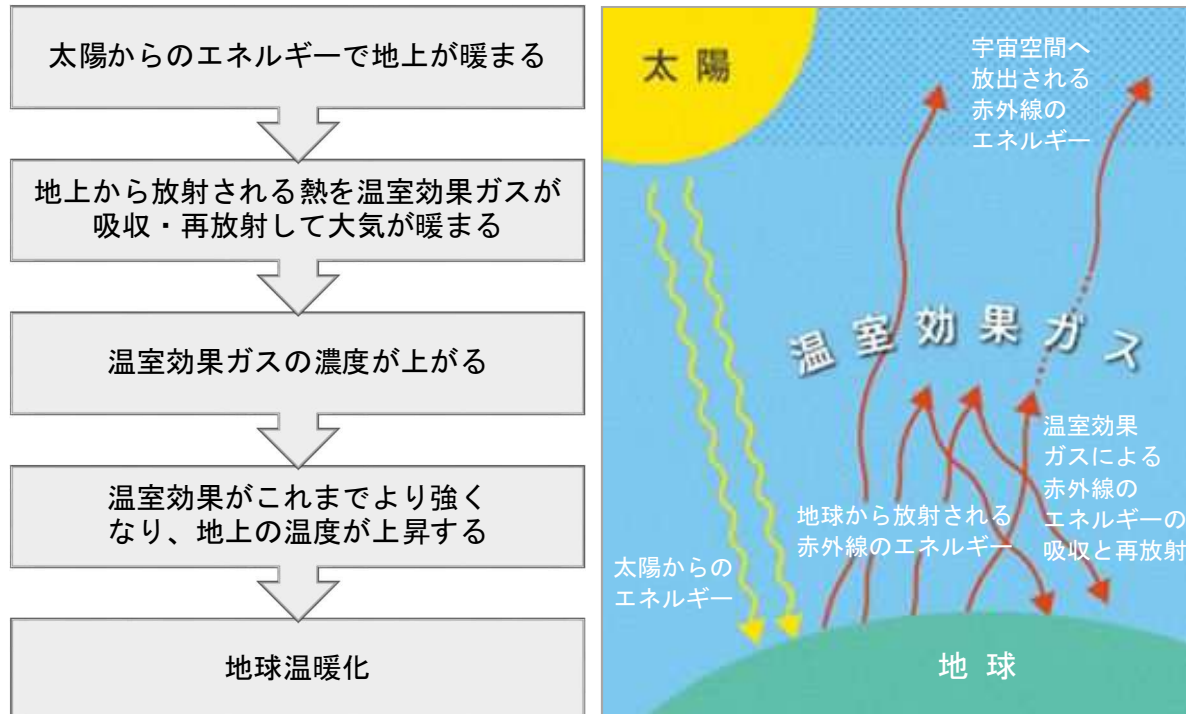 太陽からのエネルギーで地上が暖まる
地上から放射される熱を温室効果ガスが
吸収・再放射して大気が暖まる
温室効果ガスの濃度が上がる
温室効果がこれまでより強く
なり、地上の温度が上昇する
地球温暖化
太陽
宇宙空間へ
放出される
赤外線の
エネルギー
温室効果ガス
温室効果
ガスによる
赤外線の
エネルギーの
吸収と再放射
地球から放射される
赤外線のエネルギー
太陽からの
エネルギー
地球